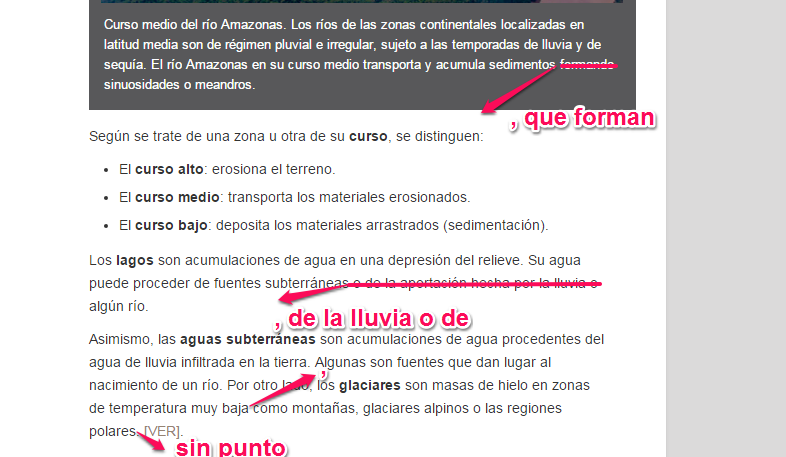 Curso medio del río Amazonas. Los ríos de las zonas continentales localizadas en
latitud media son de régimen pluvial e irregular, sujeto a las temporadas de lluvia y de
sequía. El río Amazonas en su curso medio transporta y acumula sedimentos formando
sinuosidades o meandros.
, que forman
Según se trate de una zona u otra de su curso, se distinguen:
• El curso alto: erosiona el terreno.
• El curso medio: transporta los materiales erosionados.
• El curso bajo: deposita los materiales arrastrados (sedimentación).
Los lagos son acumulaciones de agua en una depresión del relieve. Su agua
puede proceder de fuentes subterráneas o de la aportación hecha por la lluvia o
algún río.
, de la lluvia o de
Asimismo, las aguas subterráneas son acumulaciones de agua procedentes del
agua de lluvia infiltrada en la tierra. Algunas son fuentes que dan lugar al
,
nacimiento de un río. Por otro lado, los glaciares son masas de hielo en zonas
de temperatura muy baja como montañas, glaciares alpinos o las regiones
polares. [VER].
sin punto